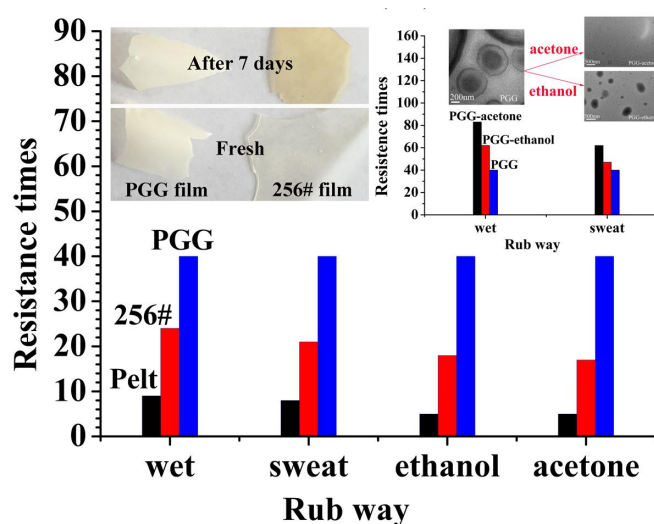 90
80
70
60
50
40
30
20
10
0
Resistance times
After 7 days
Fresh
PGG film
256# film
PGG
256#
Pelt
wet
sweat
ethanol
acetone
Rub way
160
140
120
100
80
60
40
20
0
Resistence times
200nm
PGG
acetone
ethanol
PGG-acetone
PGG-ethanol
PGG
wet
sweat
Rub way